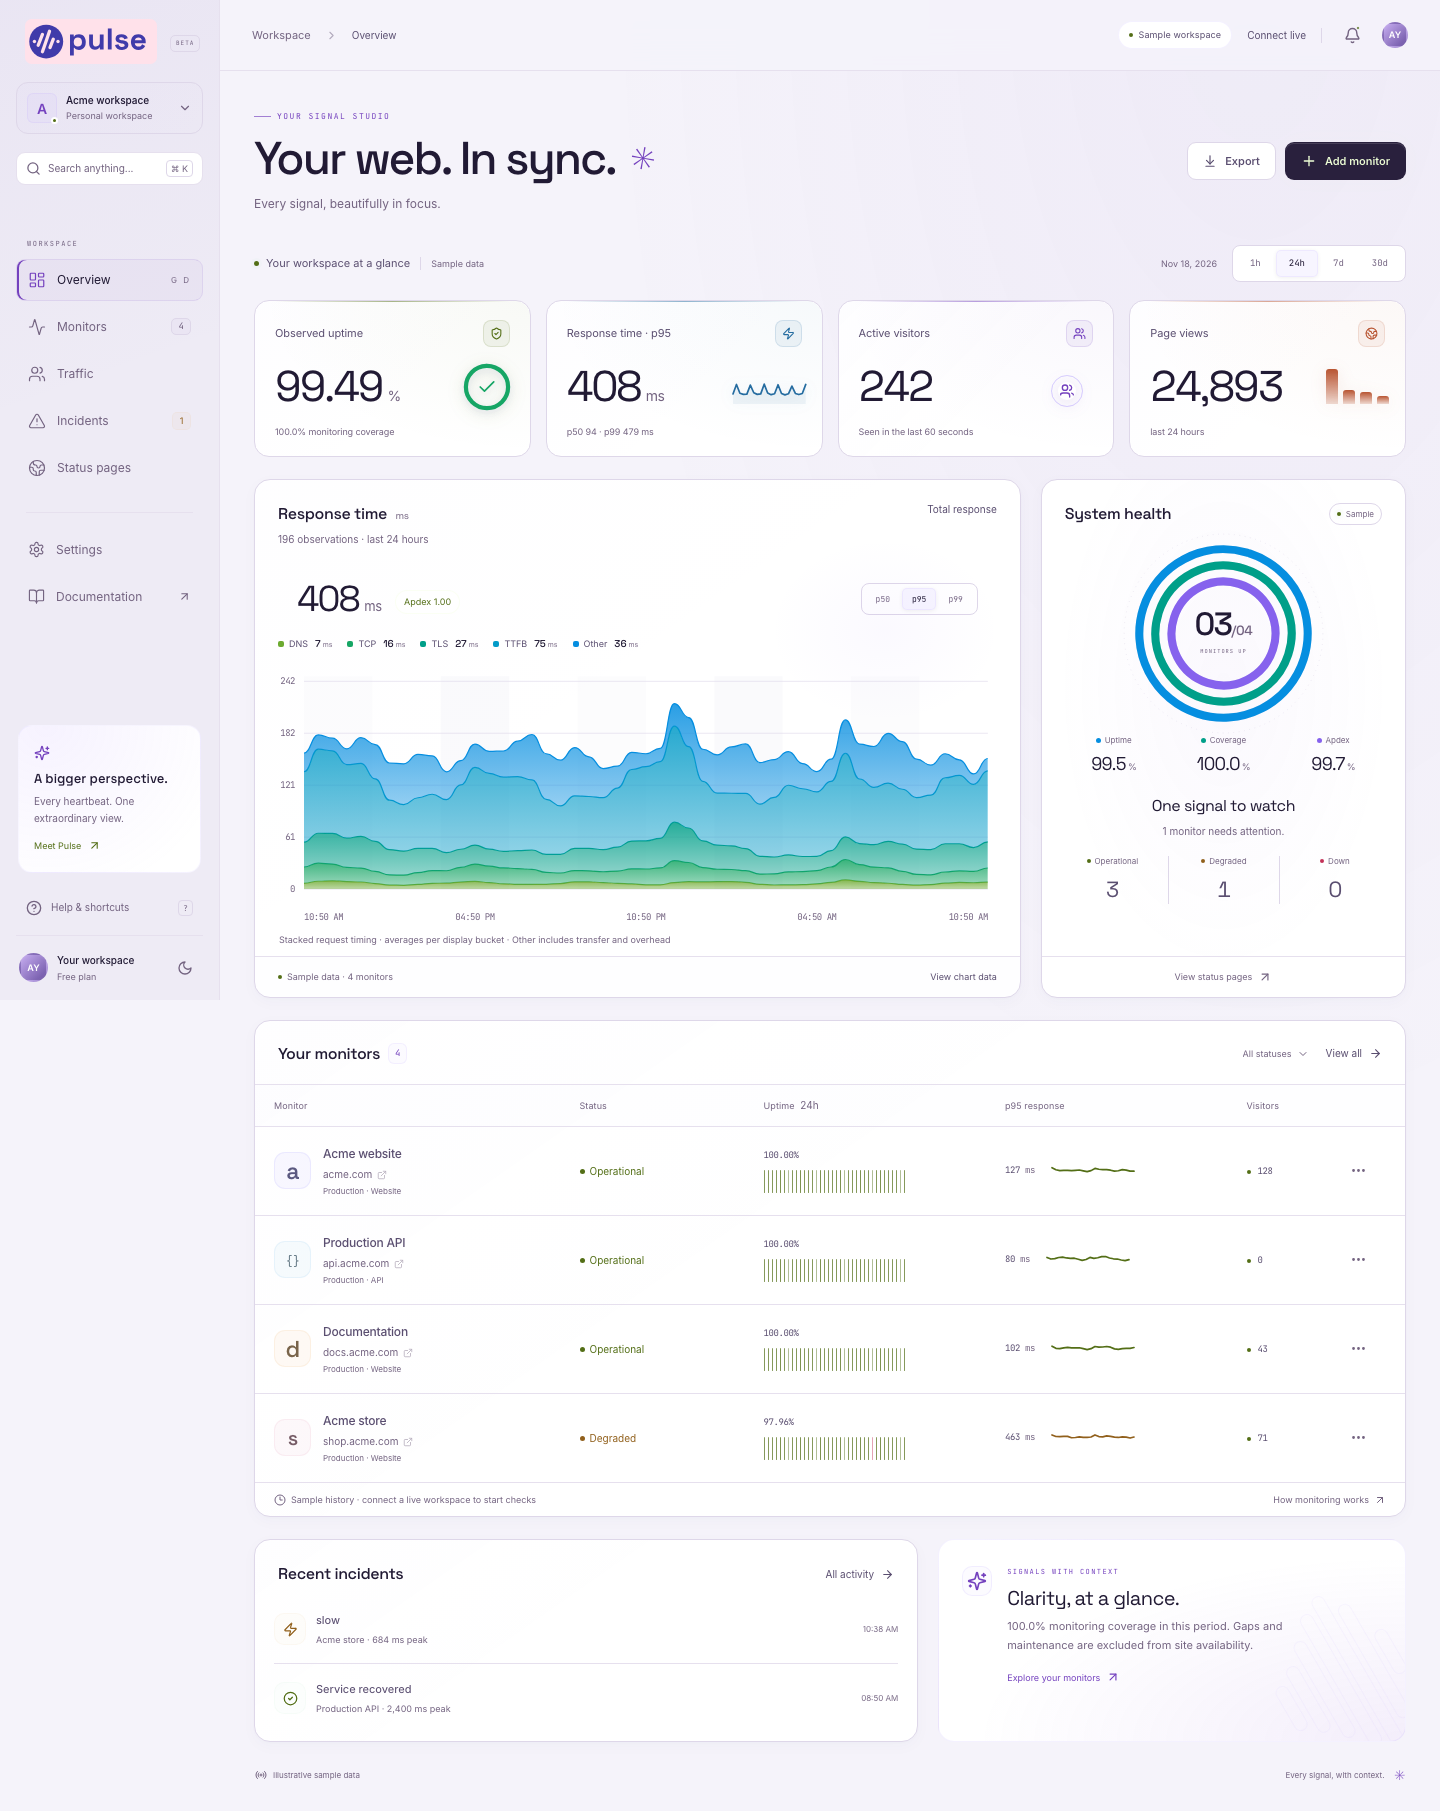 pulse
BETA
Acme workspace
Personal workspace
Search anything...
⌘ K
WORKSPACE
Overview
G D
Monitors
4
Traffic
Incidents
1
Status pages
Settings
Documentation
A bigger perspective.
Every heartbeat. One
extraordinary view.
Meet Pulse
Help & shortcuts
?
AY
Your workspace
Free plan
Workspace
Overview
Sample workspace
Connect live
AY
YOUR SIGNAL STUDIO
Your web. In sync.
Every signal, beautifully in focus.
Export
Add monitor
Your workspace at a glance
Sample data
Nov 18, 2026
1h
24h
7d
30d
Observed uptime
99.49 %
100.0% monitoring coverage
Response time · p95
408 ms
p50 94 · p99 479 ms
Active visitors
242
Seen in the last 60 seconds
Page views
24,893
last 24 hours
Response time ms
Total response
196 observations · last 24 hours
408 ms
Apdex 1.00
p50
p95
p99
DNS 7 ms
TCP 16 ms
TLS 27 ms
TTFB 75 ms
Other 36 ms
242
182
121
61
0
10:50 AM
04:50 PM
10:50 PM
04:50 AM
10:50 AM
Stacked request timing · averages per display bucket · Other includes transfer and overhead
Sample data · 4 monitors
View chart data
System health
Sample
03/04
MONITORS UP
Uptime
99.5%
Coverage
100.0%
Apdex
99.7%
One signal to watch
1 monitor needs attention.
Operational
3
Degraded
1
Down
0
View status pages
Your monitors
4
All statuses
View all
Monitor
Status
Uptime 24h
p95 response
Visitors
a
Acme website
acme.com
Production · Website
Operational
100.00%
127 ms
128
{}
Production API
api.acme.com
Production · API
Operational
100.00%
80 ms
0
d
Documentation
docs.acme.com
Production · Website
Operational
100.00%
102 ms
43
s
Acme store
shop.acme.com
Production · Website
Degraded
97.96%
463 ms
71
Sample history · connect a live workspace to start checks
How monitoring works
Recent incidents
All activity
slow
Acme store · 684 ms peak
10:38 AM
Service recovered
Production API · 2,400 ms peak
08:50 AM
SIGNALS WITH CONTEXT
Clarity, at a glance.
100.0% monitoring coverage in this period. Gaps and
maintenance are excluded from site availability.
Explore your monitors
Illustrative sample data
Every signal, with context.
A